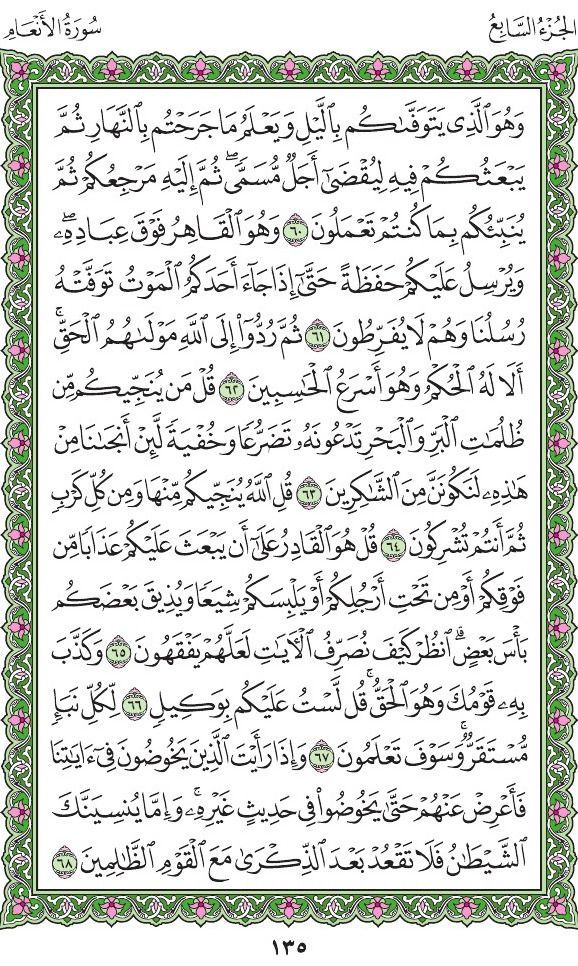 الجزء السابع
سورة الأنعام
وَهُوَ ٱلَّذِى يَتَوَفَّىٰكُم بِٱلَّيْلِ وَيَعْلَمُ مَا جَرَحْتُم بِٱلنَّهَارِ ثُمَّ
يَبْعَثُكُمْ فِيهِ لِيُقْضَىٰٓ أَجَلٌ مُّسَمًّى ۖ ثُمَّ إِلَيْهِ مَرْجِعُكُمْ ثُمَّ
يُنَبِّئُكُم بِمَا كُنتُمْ تَعْمَلُونَ ٦٠ وَهُوَ ٱلْقَاهِرُ فَوْقَ عِبَادِهِۦ ۖ
وَيُرْسِلُ عَلَيْكُمْ حَفَظَةً حَتَّىٰٓ إِذَا جَآءَ أَحَدَكُمُ ٱلْمَوْتُ تَوَفَّتْهُ
رُسُلُنَا وَهُمْ لَا يُفَرِّطُونَ ٦١ ثُمَّ رُدُّوٓا۟ إِلَى ٱللَّهِ مَوْلَىٰهُمُ ٱلْحَقِّ ۚ
أَلَا لَهُ ٱلْحُكْمُ وَهُوَ أَسْرَعُ ٱلْحَٰسِبِينَ ٦٢ قُلْ مَن يُنَجِّيكُم مِّن
ظُلُمَٰتِ ٱلْبَرِّ وَٱلْبَحْرِ تَدْعُونَهُۥ تَضَرُّعًا وَخُفْيَةً لَّئِنْ أَنجَىٰنَا مِنْ
هَٰذِهِۦ لَنَكُونَنَّ مِنَ ٱلشَّٰكِرِينَ ٦٣ قُلِ ٱللَّهُ يُنَجِّيكُم مِّنْهَا وَمِن كُلِّ كَرْبٍ
ثُمَّ أَنتُمْ تُشْرِكُونَ ٦٤ قُلْ هُوَ ٱلْقَادِرُ عَلَىٰٓ أَن يَبْعَثَ عَلَيْكُمْ عَذَابًا مِّن
فَوْقِكُمْ أَوْ مِن تَحْتِ أَرْجُلِكُمْ أَوْ يَلْبِسَكُمْ شِيَعًا وَيُذِيقَ بَعْضَكُم
بَأْسَ بَعْضٍ ۗ ٱنظُرْ كَيْفَ نُصَرِّفُ ٱلْءَايَٰتِ لَعَلَّهُمْ يَفْقَهُونَ ٦٥ وَكَذَّبَ
بِهِۦ قَوْمُكَ وَهُوَ ٱلْحَقُّ ۚ قُل لَّسْتُ عَلَيْكُم بِوَكِيلٍ ٦٦ لِّكُلِّ نَبَإٍ
مُّسْتَقَرٌّ ۚ وَسَوْفَ تَعْلَمُونَ ٦٧ وَإِذَا رَأَيْتَ ٱلَّذِينَ يَخُوضُونَ فِىٓ ءَايَٰتِنَا
فَأَعْرِضْ عَنْهُمْ حَتَّىٰ يَخُوضُوا۟ فِى حَدِيثٍ غَيْرِهِۦ ۚ وَإِمَّا يُنسِيَنَّكَ
ٱلشَّيْطَٰنُ فَلَا تَقْعُدْ بَعْدَ ٱلذِّكْرَىٰ مَعَ ٱلْقَوْمِ ٱلظَّٰلِمِينَ ٦٨
١٣٥